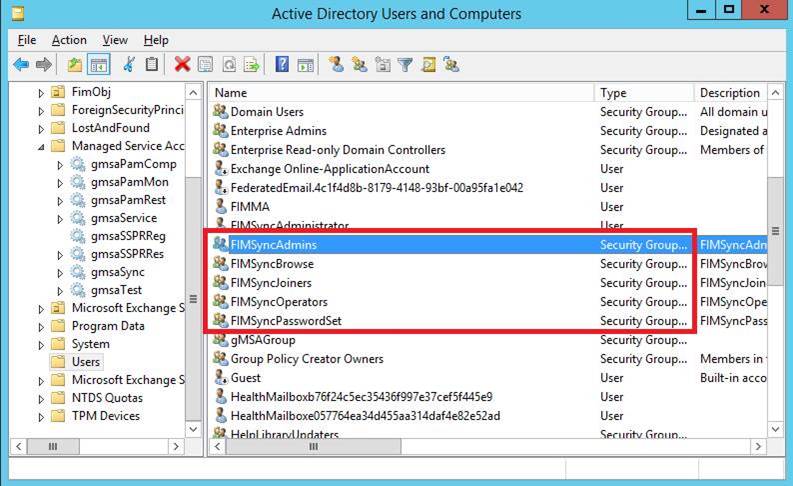 Active Directory Users and Computers
File Action View Help
FimObj
ForeignSecurityPrinci
LostAndFound
Managed Service Acc
gmsaPamComp
gmsaPamMon
gmsaPamRest
gmsaService
gmsaSSPRReg
gmsaSSPRRes
gmsaSync
gmsaTest
Microsoft Exchange S
Program Data
System
Users
Microsoft Exchange S
NTDS Quotas
TPM Devices
Name Type Description
Domain Users Security Group... All domain u
Enterprise Admins Security Group... Designated a
Enterprise Read-only Domain Controllers Security Group... Members of
Exchange Online-ApplicationAccount User
FederatedEmail.4c1f4d8b-8179-4148-93bf-00a95fa1e042 User
FIMMA User
FIMSyncAdministrator User
FIMSyncAdmins Security Group... FIMSyncAdn
FIMSyncBrowse Security Group... FIMSyncBrov
FIMSyncJoiners Security Group... FIMSyncJoin
FIMSyncOperators Security Group... FIMSyncOpe
FIMSyncPasswordSet Security Group... FIMSyncPass
gMSAGroup Security Group...
Group Policy Creator Owners Security Group... Members in
Guest User Built-in acco
HealthMailboxb76f24c5ec35436f997e37cef5f445e9 User
HealthMailboxe057764ea34d455aa314daf4e82e52ad User
HelpLibraryUpdaters Security Group...